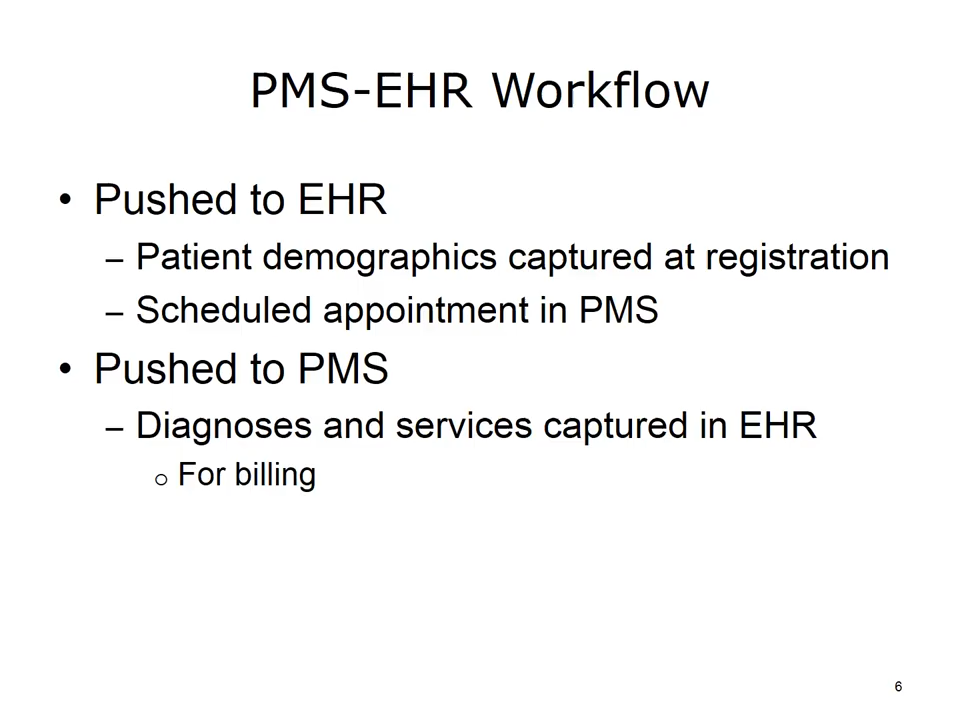 PMS-EHR Workflow
• Pushed to EHR
– Patient demographics captured at registration
– Scheduled appointment in PMS
• Pushed to PMS
– Diagnoses and services captured in EHR
o For billing
6